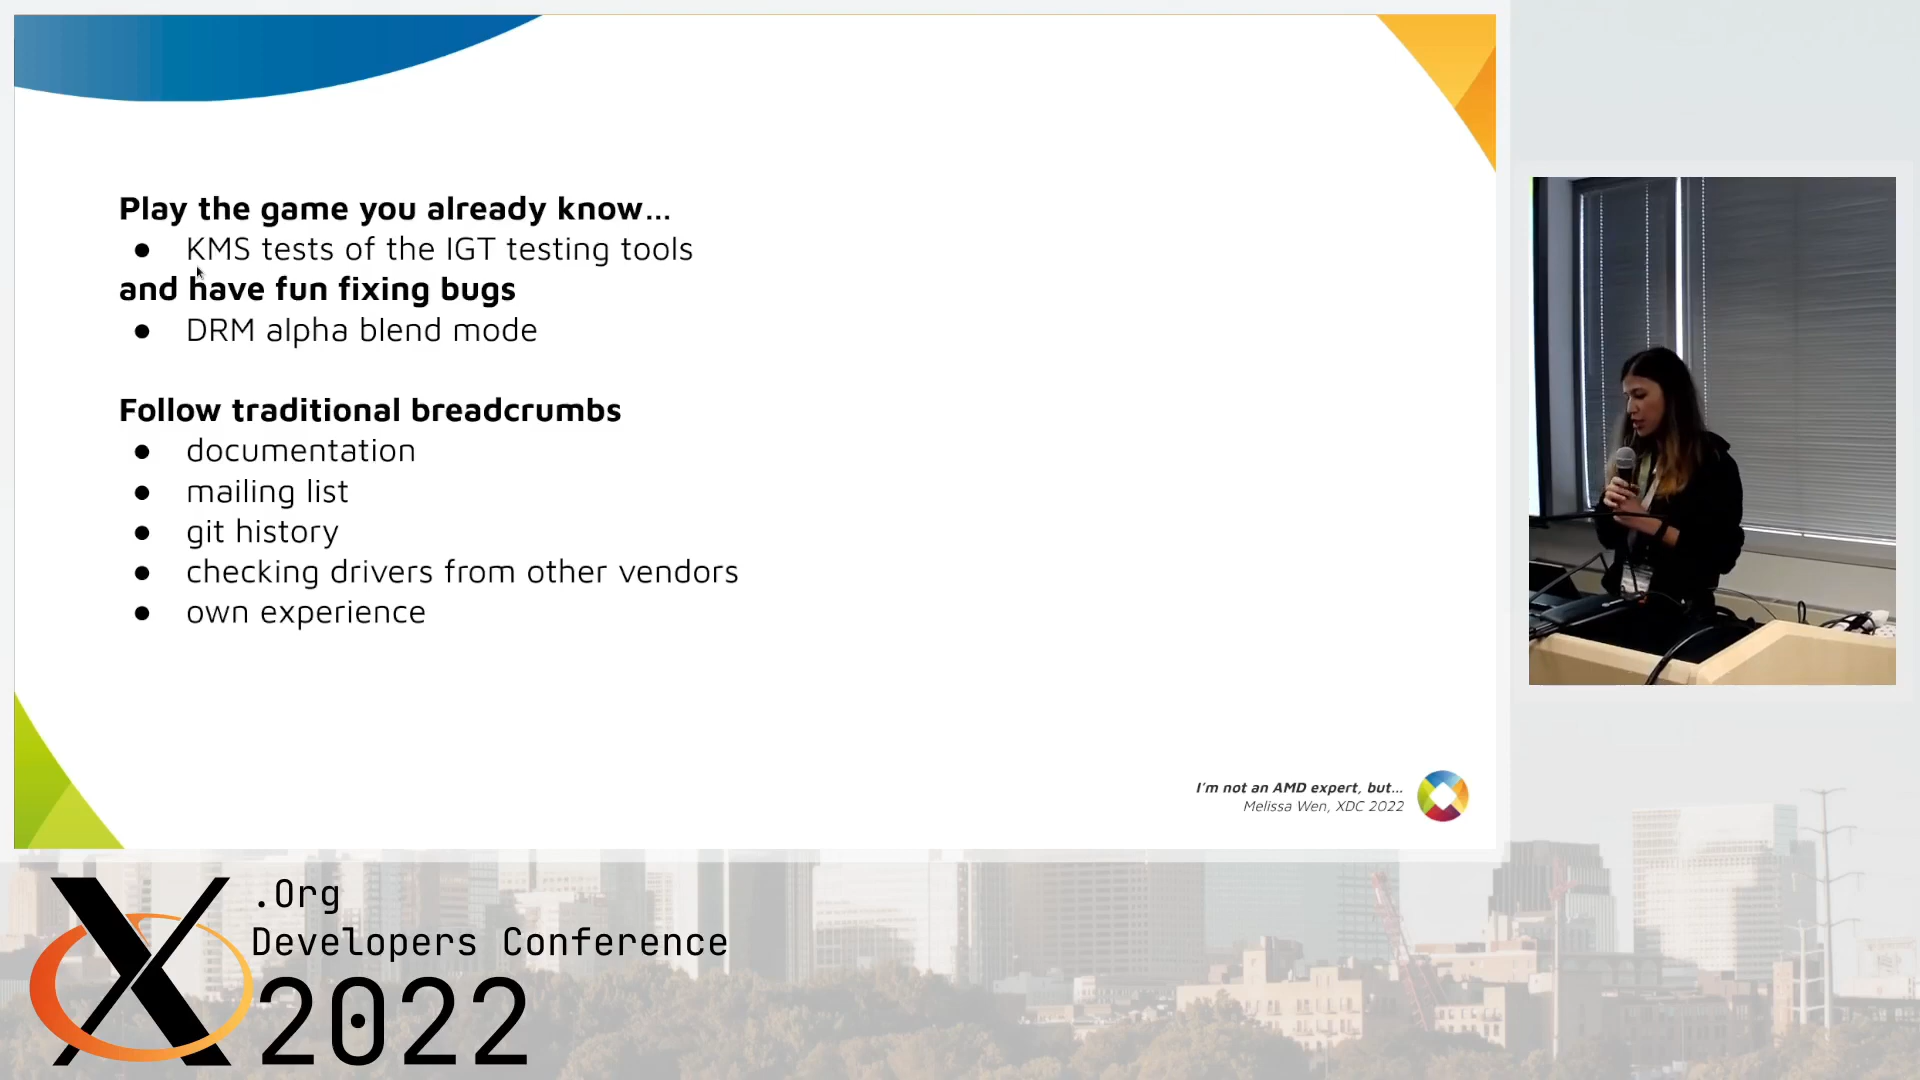 Play the game you already know...
● KMS tests of the IGT testing tools
and have fun fixing bugs
● DRM alpha blend mode
Follow traditional breadcrumbs
● documentation
● mailing list
● git history
● checking drivers from other vendors
● own experience
I'm not an AMD expert, but...
Melissa Wen, XDC 2022
X.Org
Developers Conference
2022